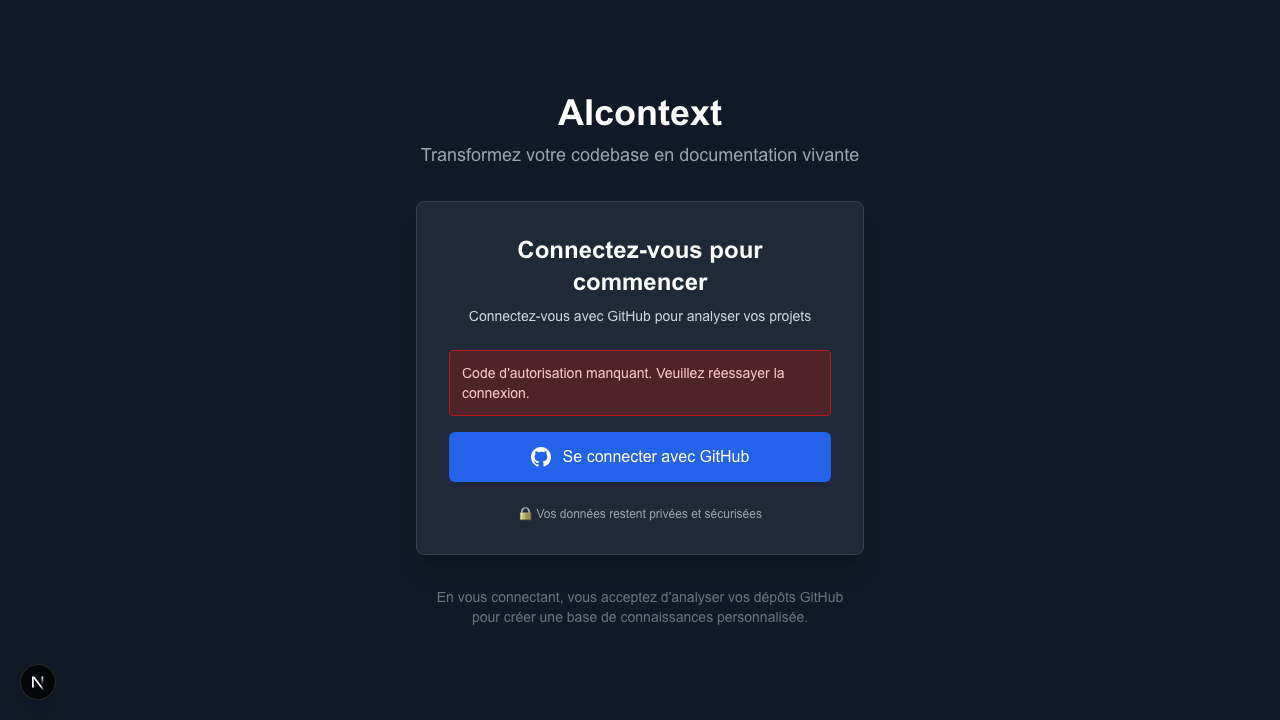 AIcontext
Transformez votre codebase en documentation vivante
Connectez-vous pour
commencer
Connectez-vous avec GitHub pour analyser vos projets
Code d'autorisation manquant. Veuillez réessayer la
connexion.
Se connecter avec GitHub
🔒 Vos données restent privées et sécurisées
En vous connectant, vous acceptez d'analyser vos dépôts GitHub
pour créer une base de connaissances personnalisée.
N